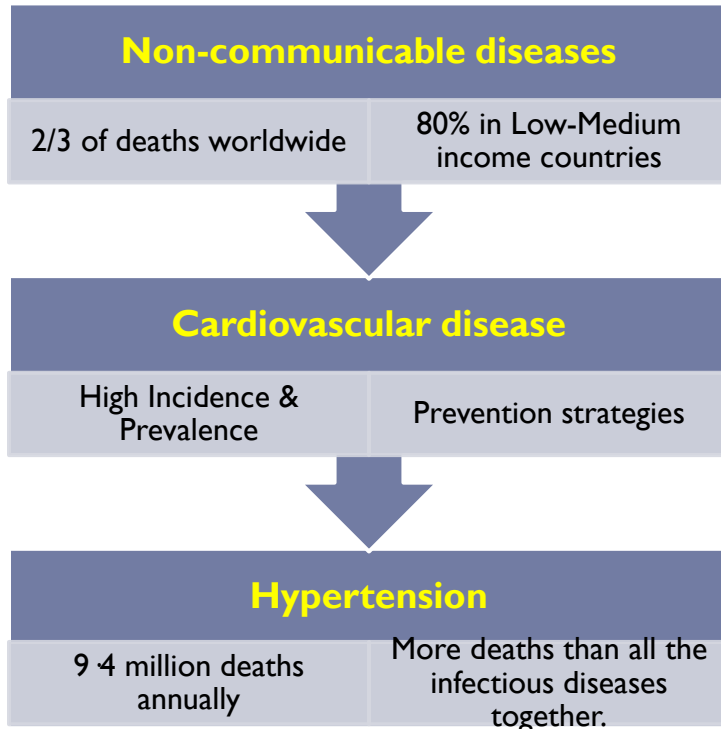 Non-communicable diseases
2/3 of deaths worldwide
80% in Low-Medium
income countries
Cardiovascular disease
High Incidence &
Prevalence
Prevention strategies
Hypertension
9·4 million deaths
annually
More deaths than all the
infectious diseases
together.